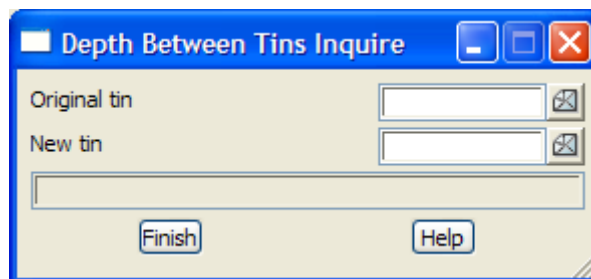 Depth Between Tins Inquire
Original tin
New tin
Finish Help